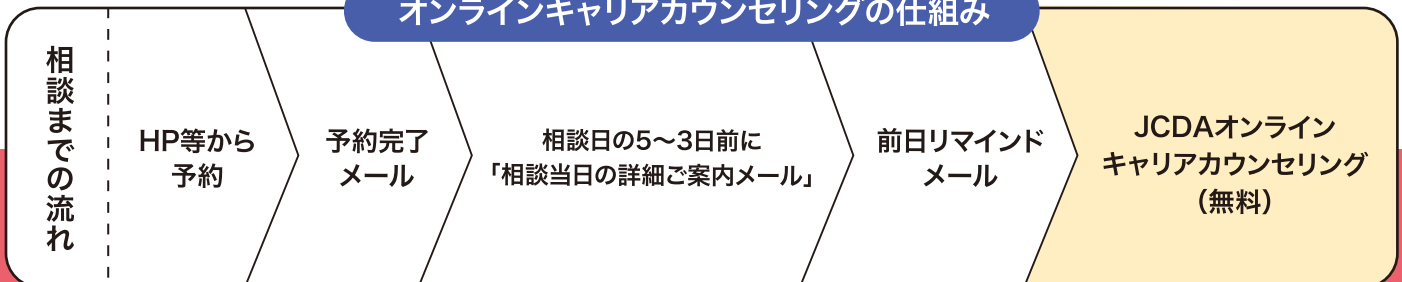 オンラインキャリアカウンセリングの仕組み
相談までの流れ
HP等から
予約
予約完了
メール
相談日の5〜3日前に
「相談当日の詳細ご案内メール」
前日リマインド
メール
JCDAオンライン
キャリアカウンセリング
（無料）